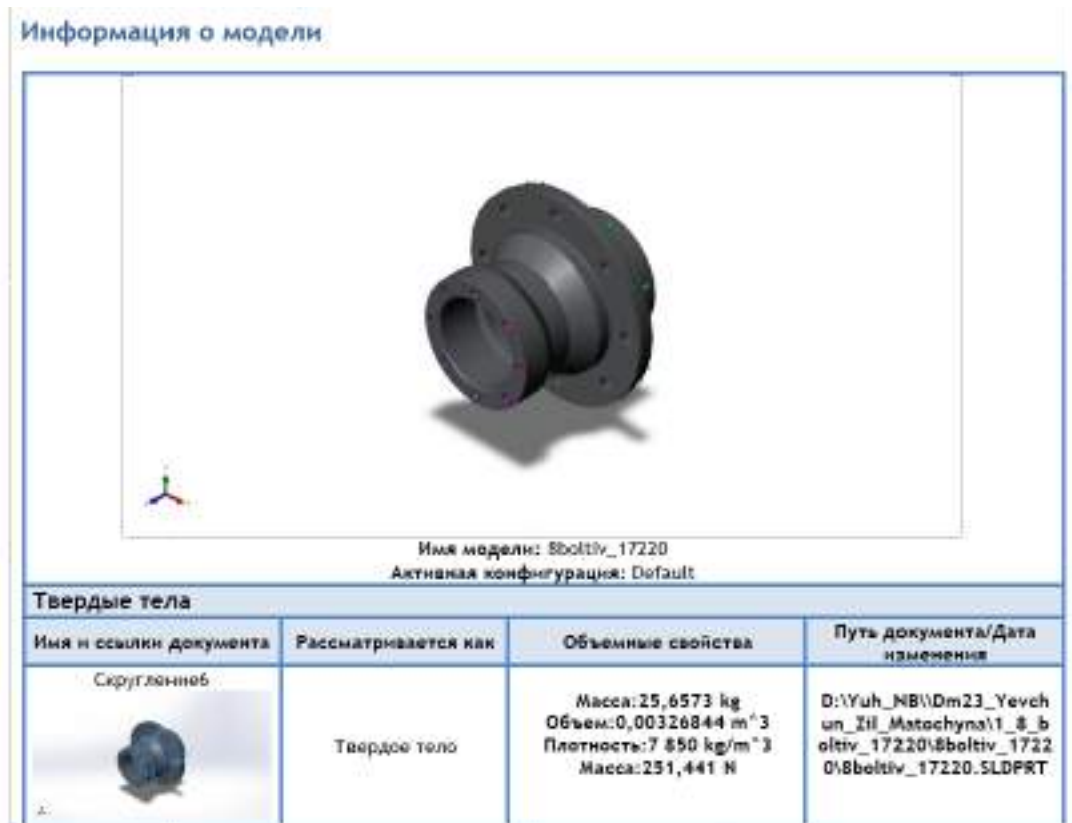 Информация о модели
Имя модели: 8boltiv_17220
Активная конфигурация: Default
Твердые тела
Имя и ссылки документа
Рассматривается как
Объемные свойства
Путь документа/Дата
изменения
Скругление6
Твердое тело
Масса:25,6573 kg
Объем:0,00326844 m^3
Плотность:7 850 kg/m^3
Масса:251,441 N
D:\Yuh_NB\\Dm23_Yevch
un_Zil_Matochyna\1_8_b
oltiv_17220\8boltiv_1722
0\8boltiv_17220.SLDPRT